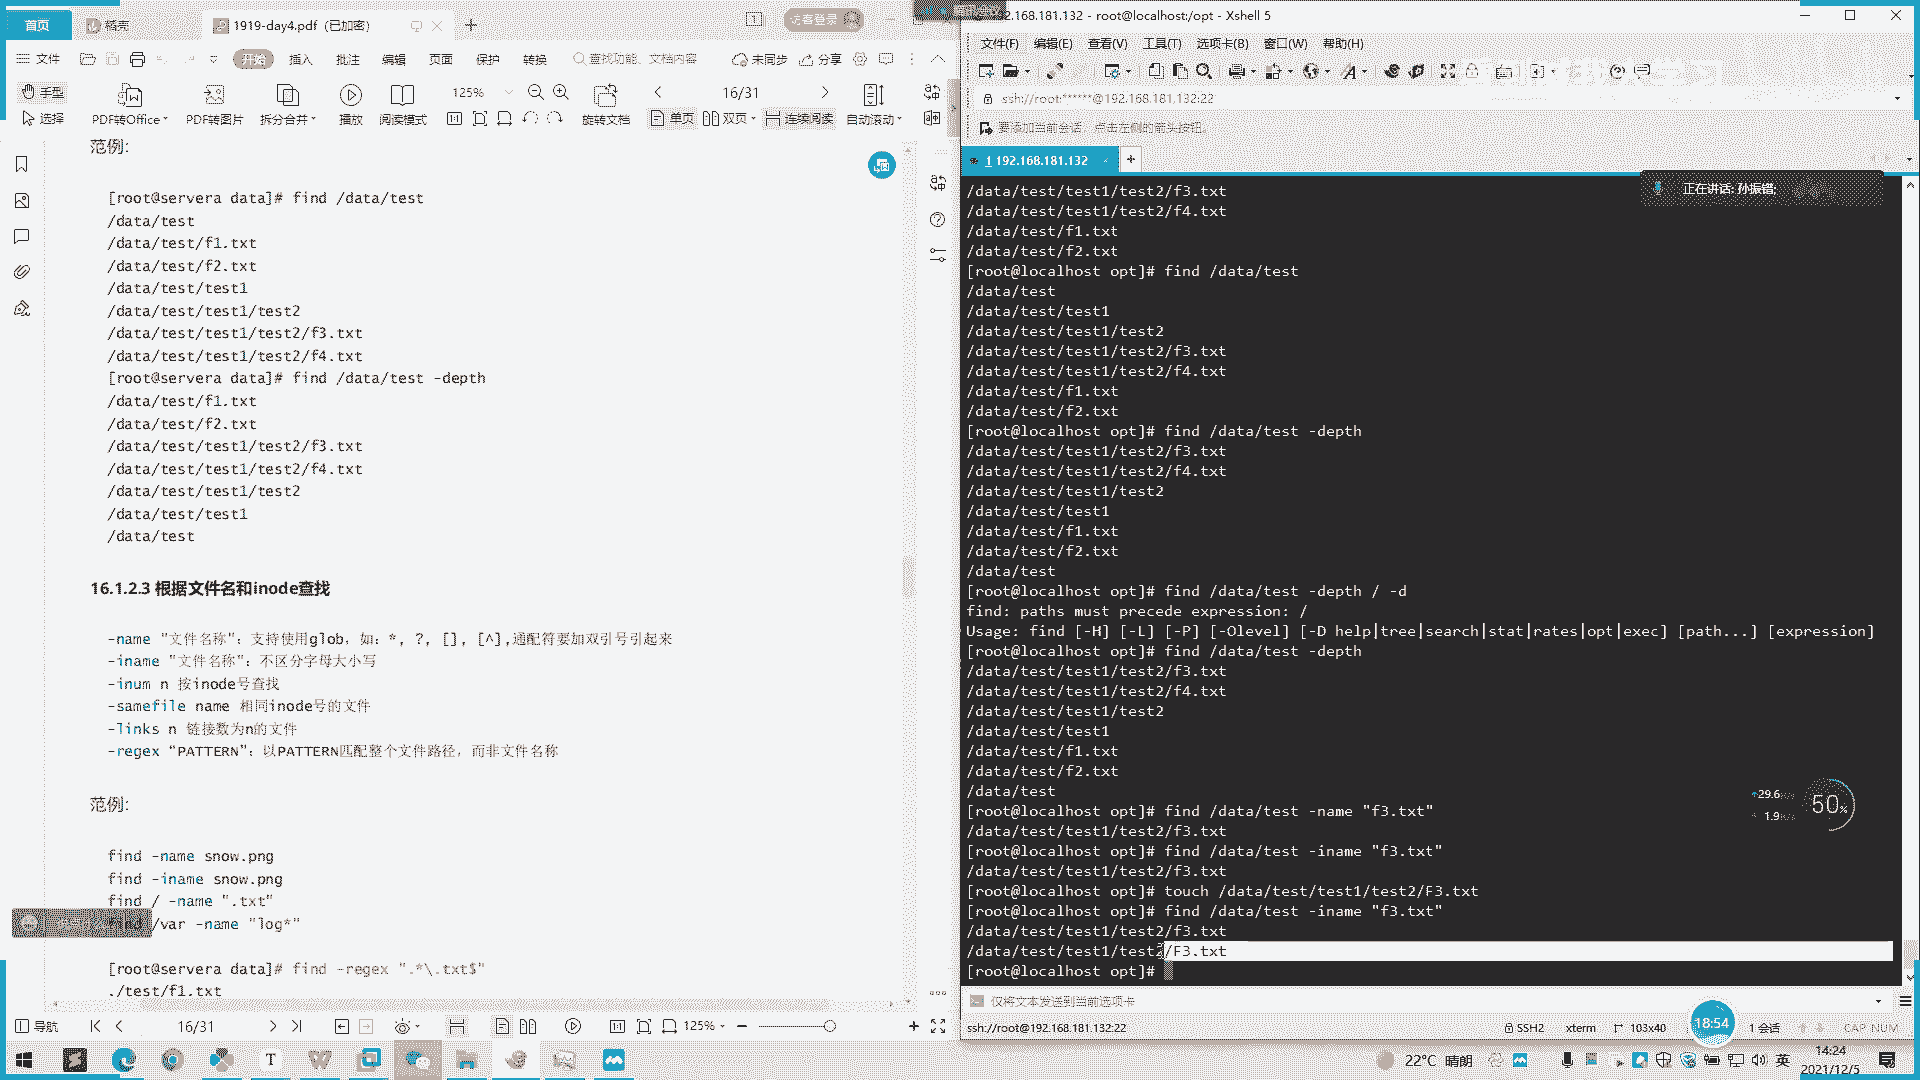 首页
稻壳
1919-day4.pdf (已加密)
1
访客登录
文件
开始
插入
批注
编辑
页面
保护
转换
查找功能、文档内容
未同步
分享
手型
选择
PDF转Office
PDF转图片
拆分合并
播放
阅读模式
125%
旋转文档
16/31
单页
双页
连续阅读
自动滚动
范例:
[root@servera data]# find /data/test
/data/test
/data/test/f1.txt
/data/test/f2.txt
/data/test/test1
/data/test/test1/test2
/data/test/test1/test2/f3.txt
/data/test/test1/test2/f4.txt
[root@servera data]# find /data/test -depth
/data/test/f1.txt
/data/test/f2.txt
/data/test/test1/test2/f3.txt
/data/test/test1/test2/f4.txt
/data/test/test1/test2
/data/test/test1
/data/test
16.1.2.3 根据文件名和inode查找
-name "文件名称": 支持使用glob, 如: *, ?, [], [^],通配符要加双引号引起来
-iname "文件名称": 不区分字母大小写
-inum n 按inode号查找
-samefile name 相同inode号的文件
-links n 链接数为n的文件
-regex "PATTERN": 以PATTERN匹配整个文件路径, 而非文件名称
范例:
find -name snow.png
find -iname snow.png
find / -name ".txt"
/var -name "log*"
[root@servera data]# find -regex ".*\.txt$"
./test/f1.txt
导航
16/31
125%
192.168.181.132 - root@localhost:/opt - Xshell 5
文件(F) 编辑(E) 查看(V) 工具(T) 选项卡(B) 窗口(W) 帮助(H)
ssh://root:******@192.168.181.132:22
要添加当前会话, 点击左侧的箭头按钮。
1 192.168.181.132
正在讲话: 孙振锴;
/data/test/test1/test2/f3.txt
/data/test/test1/test2/f4.txt
/data/test/f1.txt
/data/test/f2.txt
[root@localhost opt]# find /data/test
/data/test
/data/test/test1
/data/test/test1/test2
/data/test/test1/test2/f3.txt
/data/test/test1/test2/f4.txt
/data/test/f1.txt
/data/test/f2.txt
[root@localhost opt]# find /data/test -depth
/data/test/test1/test2/f3.txt
/data/test/test1/test2/f4.txt
/data/test/test1/test2
/data/test/test1
/data/test/f1.txt
/data/test/f2.txt
/data/test
[root@localhost opt]# find /data/test -depth / -d
find: paths must precede expression: /
Usage: find [-H] [-L] [-P] [-Olevel] [-D help|tree|search|stat|rates|opt|exec] [path...] [expression]
[root@localhost opt]# find /data/test -depth
/data/test/test1/test2/f3.txt
/data/test/test1/test2/f4.txt
/data/test/test1/test2
/data/test/test1
/data/test/f1.txt
/data/test/f2.txt
/data/test
[root@localhost opt]# find /data/test -name "f3.txt"
/data/test/test1/test2/f3.txt
[root@localhost opt]# find /data/test -iname "f3.txt"
/data/test/test1/test2/f3.txt
[root@localhost opt]# touch /data/test/test1/test2/F3.txt
[root@localhost opt]# find /data/test -iname "f3.txt"
/data/test/test1/test2/f3.txt
/data/test/test1/test2/F3.txt
[root@localhost opt]#
29.6K/s
1.9K/s
50%
仅将文本发送到当前选项卡
ssh://root@192.168.181.132:22
SSH2
xterm
103x40
18:54
1 会话
CAP NUM
22°C 晴朗
英
14:24
2021/12/5